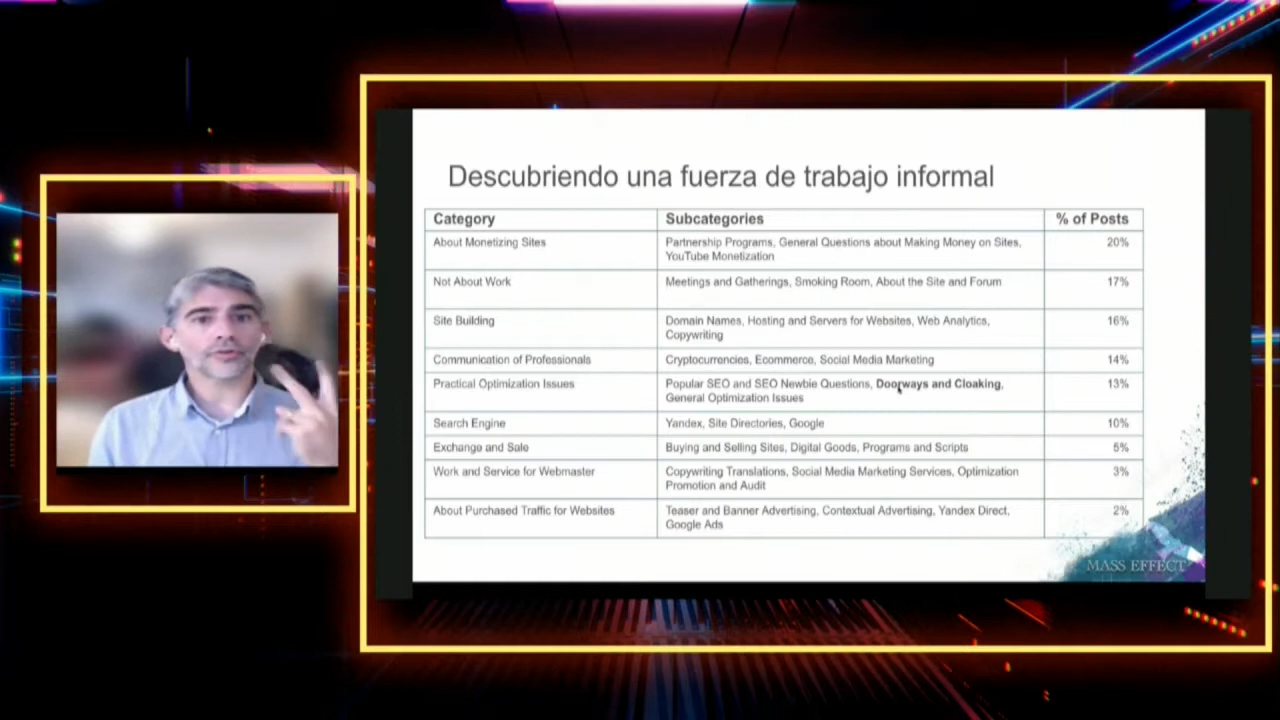 Descubriendo una fuerza de trabajo informal
Category Subcategories % of Posts
About Monetizing Sites Partnership Programs, General Questions about Making Money on Sites, 20%
YouTube Monetization
Not About Work Meetings and Gatherings, Smoking Room, About the Site and Forum 17%
Site Building Domain Names, Hosting and Servers for Websites, Web Analytics, 16%
Copywriting
Communication of Professionals Cryptocurrencies, Ecommerce, Social Media Marketing 14%
Practical Optimization Issues Popular SEO and SEO Newbie Questions, Doorways and Cloaking, 13%
General Optimization Issues
Search Engine Yandex, Site Directories, Google 10%
Exchange and Sale Buying and Selling Sites, Digital Goods, Programs and Scripts 5%
Work and Service for Webmaster Copywriting Translations, Social Media Marketing Services, Optimization 3%
Promotion and Audit
About Purchased Traffic for Websites Teaser and Banner Advertising, Contextual Advertising, Yandex Direct, 2%
Google Ads
MASS EFFECT